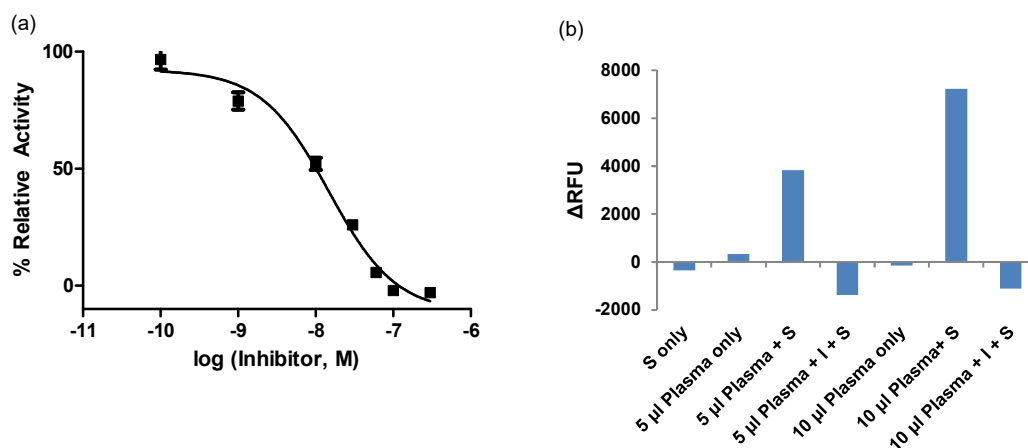 (a)
100
50
0
% Relative Activity
-11 -10 -9 -8 -7 -6
log (Inhibitor, M)
(b)
8000
6000
4000
2000
0
-2000
ΔRFU
S only
5 µl Plasma only
5 µl Plasma + S
5 µl Plasma + I + S
10 µl Plasma only
10 µl Plasma+ S
10 µl Plasma + I + S